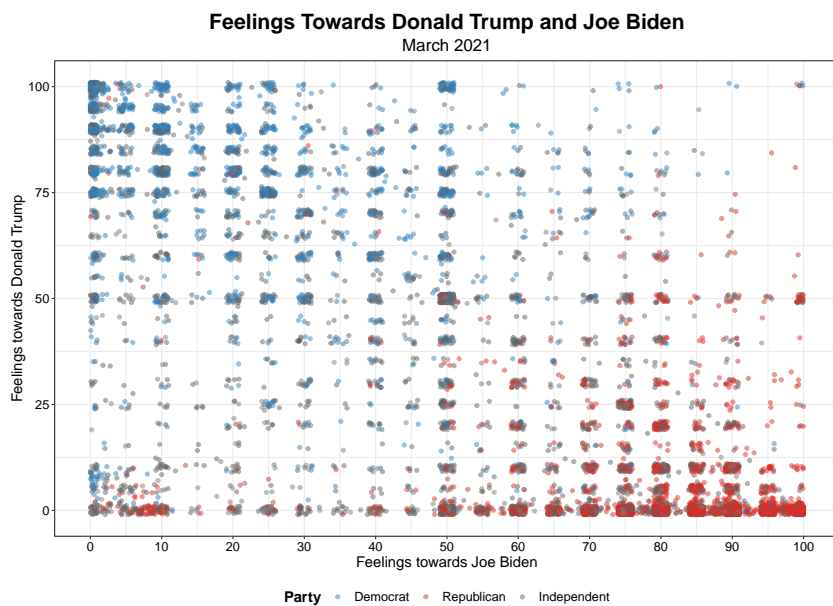 Feelings Towards Donald Trump and Joe Biden
March 2021
Feelings towards Donald Trump
100
75
50
25
0
0 10 20 30 40 50 60 70 80 90 100
Feelings towards Joe Biden
Party Democrat Republican Independent